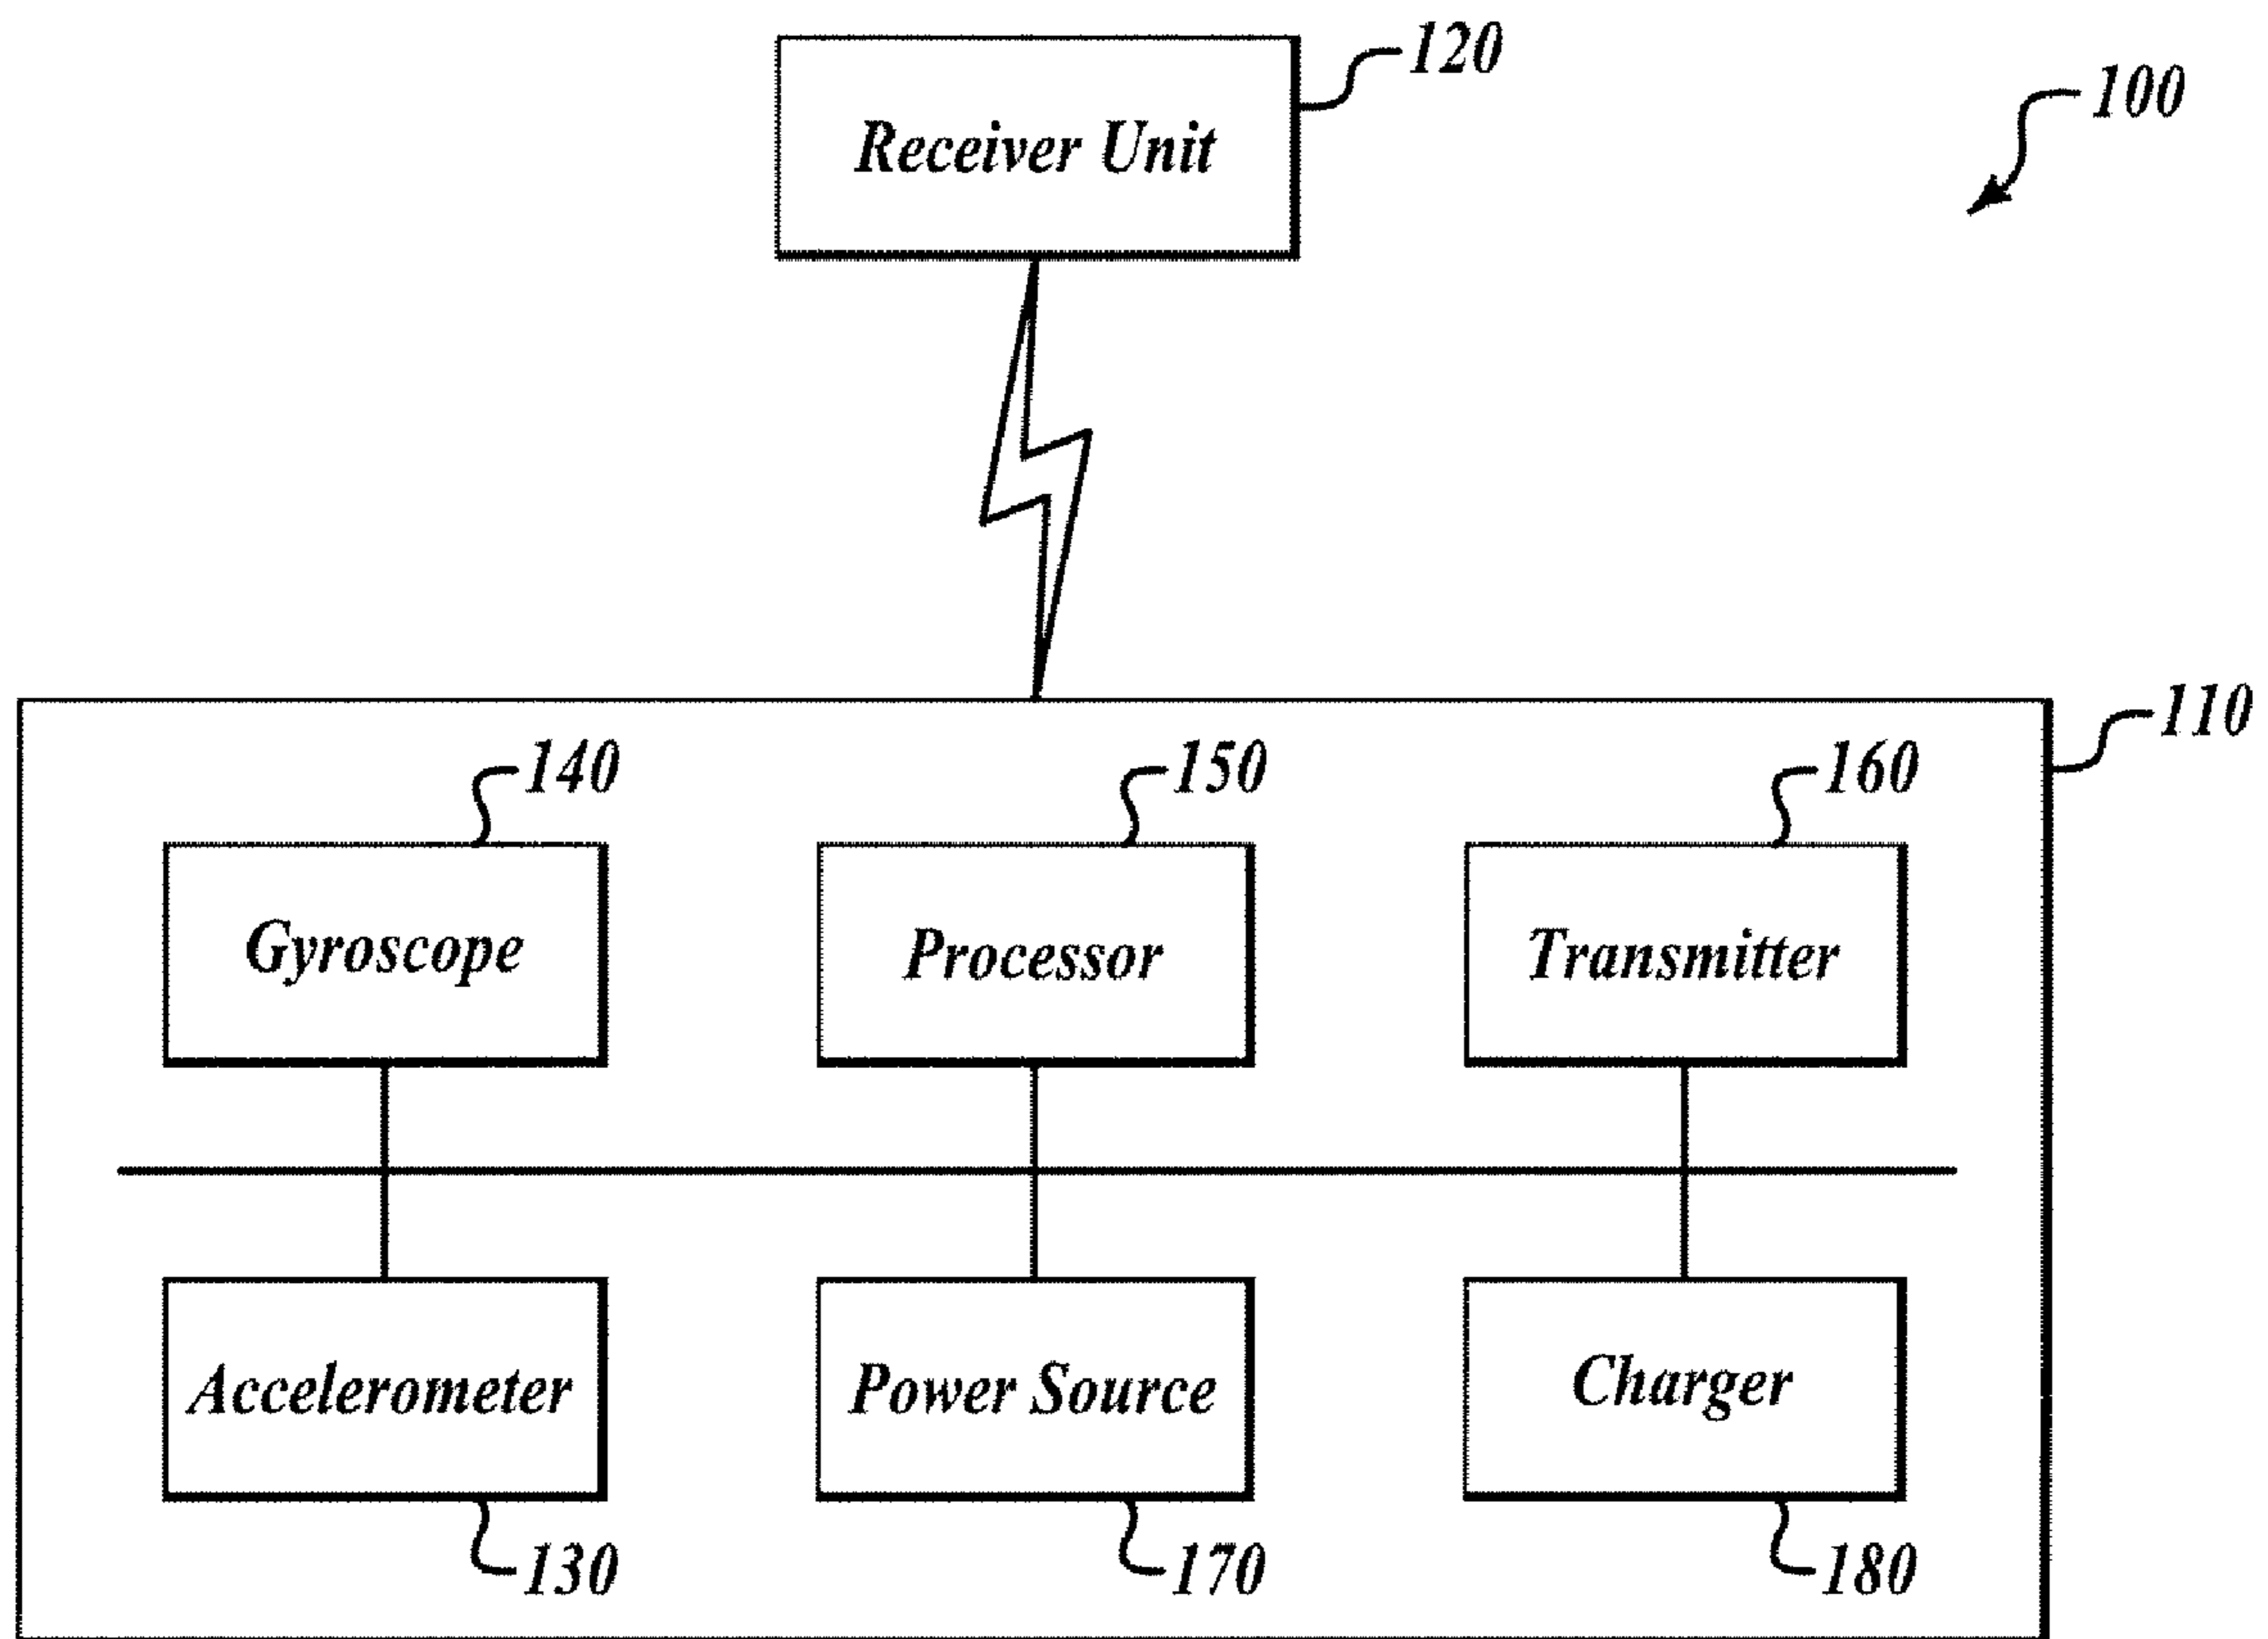 120
100
Receiver Unit
110
140
150
160
Gyroscope
Processor
Transmitter
Accelerometer
Power Source
Charger
130
170
180